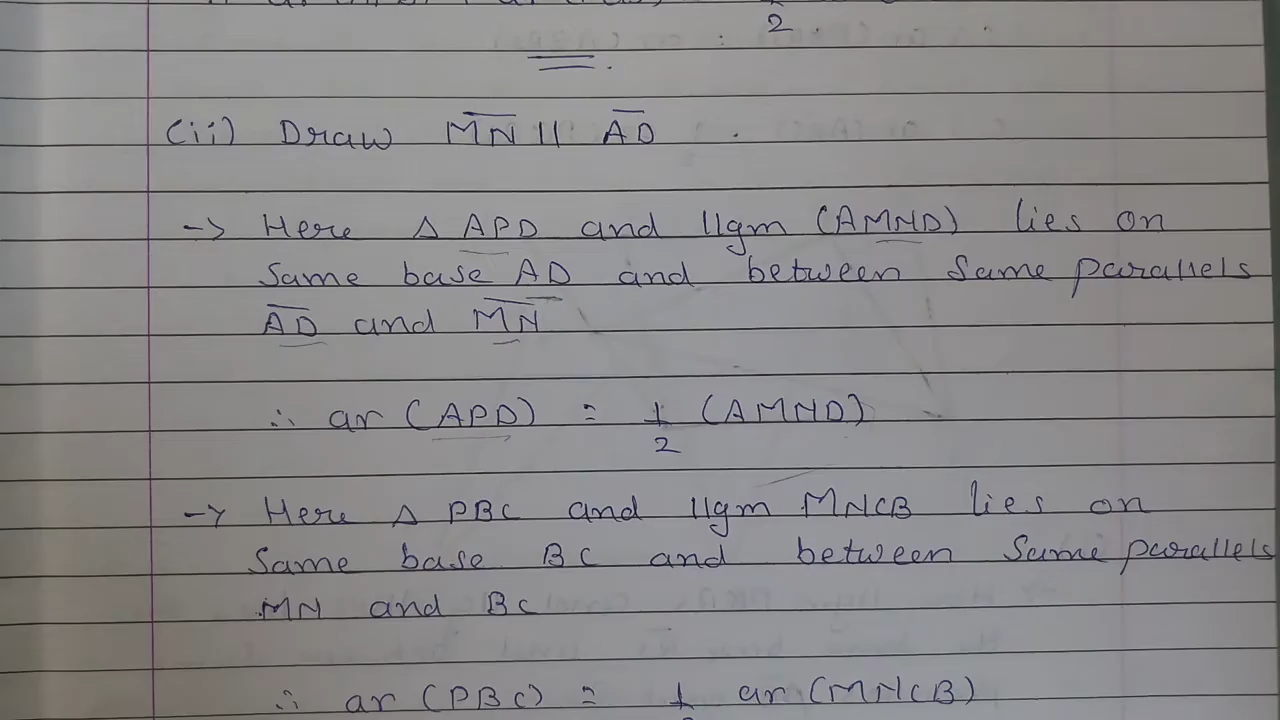 2.
(ii) Draw MN || AD
-> Here Δ APD and ||gm (AMND) lies on
Same base AD and between Same parallels
AD and MN
∴ ar (APD) = 1/2 (AMND)
-> Here Δ PBC and ||gm MNCB lies on
Same base BC and between Same parallels
MN and BC
∴ ar (PBC) = 1/2 ar (MNCB)